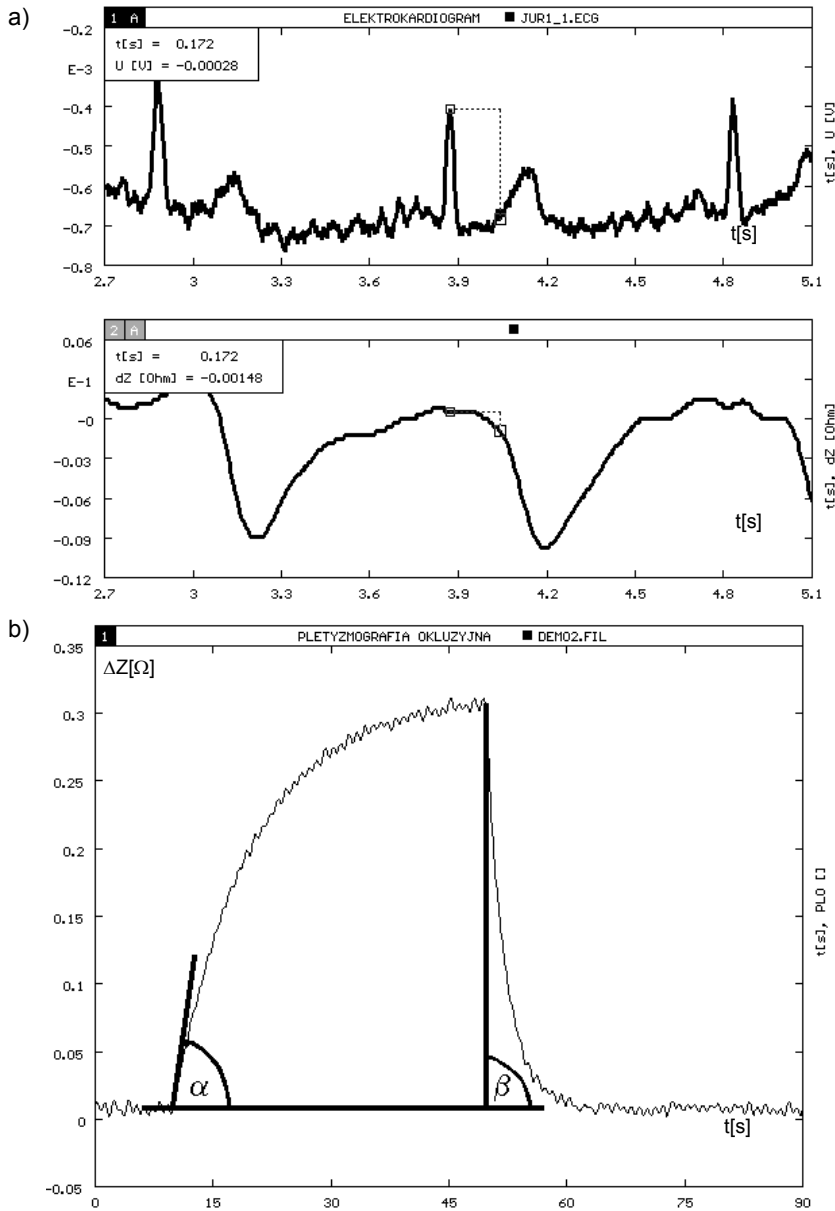 a)
1 A ELEKTROKARDIOGRAM ■ JUR1_1.ECG
-0.2
t[s] = 0.172
U [V] = -0.00028
E-3
-0.4
-0.5
-0.6
-0.7
-0.8
2.7 3 3.3 3.6 3.9 4.2 4.5 4.8 5.1
t[s]
t[s], U [V]
2 A ■
0.06
t[s] = 0.172
dZ [Ohm] = -0.00148
E-1
-0
-0.03
-0.06
-0.09
-0.12
2.7 3 3.3 3.6 3.9 4.2 4.5 4.8 5.1
t[s]
t[s], dZ [Ohm]
b)
1 PLETYZMOGRAFIA OKLUZYJNA ■ DEMO2.FIL
0.35
ΔZ[Ω]
0.3
0.25
0.2
0.15
0.1
0.05
α β
0
t[s]
-0.05
0 15 30 45 60 75 90
t[s], PLO []